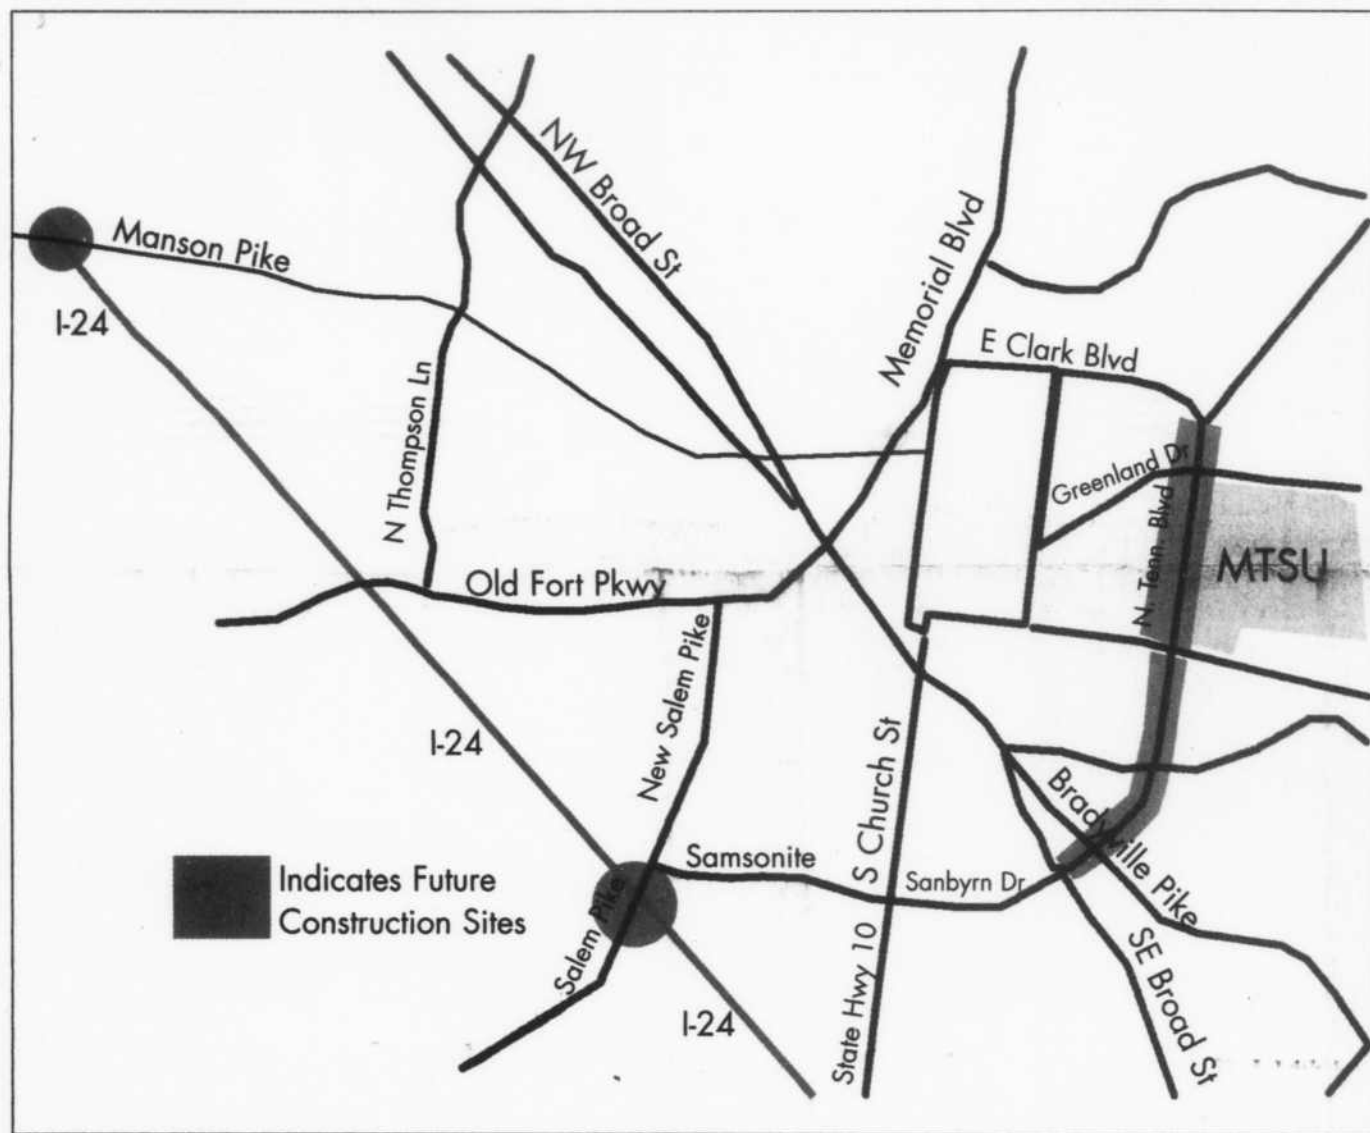 NW Broad St
Manson Pike
Memorial Blvd
I-24
E Clark Blvd
N Thompson Ln
Greenland Dr
N. Tenn. Blvd
MTSU
Old Fort Pkwy
New Salem Pike
I-24
S Church St
Bradyville Pike
Samsonite
Sanbyrn Dr
Indicates Future
Construction Sites
Salem Pike
SE Broad St
State Hwy 10
I-24